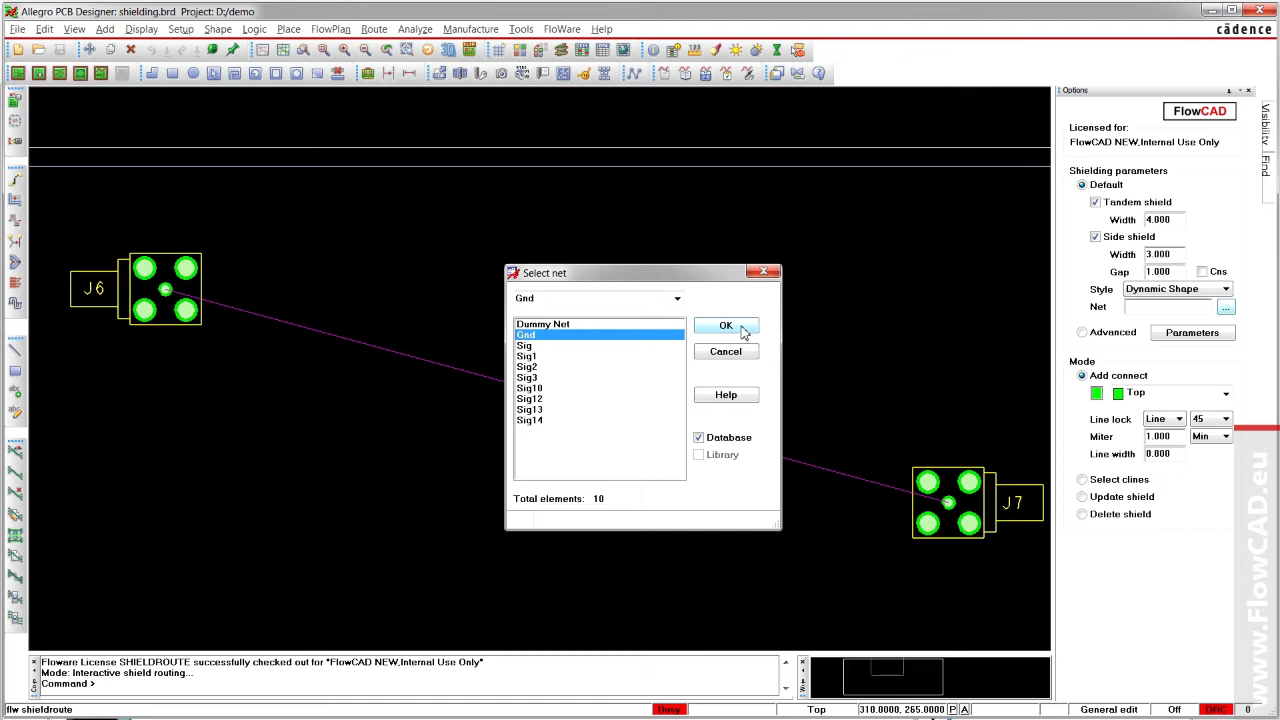 Allegro PCB Designer: shielding.brd  Project: D:/demo
File Edit View Add Display Setup Shape Logic Place FlowPlan Route Analyze Manufacture Tools FloWare Help
cādence
Options
FlowCAD
Licensed for:
FlowCAD NEW,Internal Use Only
Shielding parameters
Default
Tandem shield
Width 4.000
Side shield
Width 3.000
Gap 1.000 Cns
Style Dynamic Shape
Net ...
Advanced Parameters
Mode
Add connect
Top
Line lock Line 45
Miter 1.000 Min
Line width 0.000
Select clines
Update shield
Delete shield
Visibility
Find
www.FlowCAD.eu
J6
J7
Select net
Gnd
Dummy Net
Gnd
Sig
Sig1
Sig2
Sig3
Sig10
Sig12
Sig13
Sig14
OK
Cancel
Help
Database
Library
Total elements: 10
Floware License SHIELDROUTE successfully checked out for "FlowCAD NEW,Internal Use Only"
Mode: Interactive shield routing...
Command >
flw shieldroute Busy Top 310.0000, 265.0000 P A General edit Off DRC 0